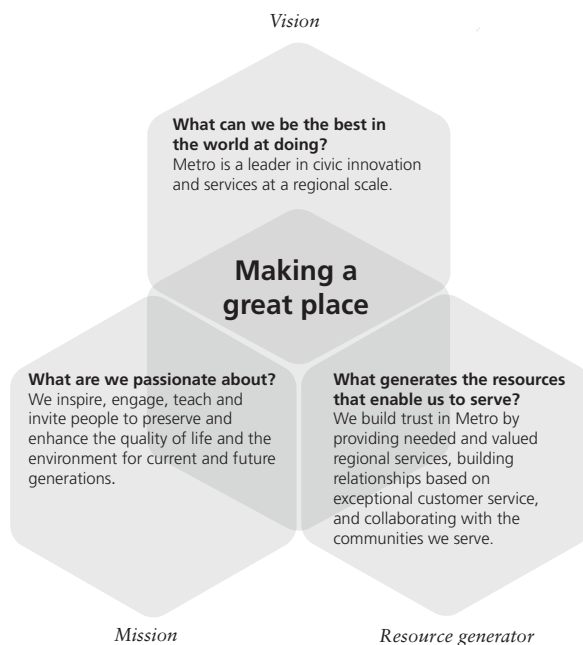 Vision
What can we be the best in
the world at doing?
Metro is a leader in civic innovation
and services at a regional scale.
Making a
great place
What are we passionate about?
We inspire, engage, teach and
invite people to preserve and
enhance the quality of life and the
environment for current and future
generations.
What generates the resources
that enable us to serve?
We build trust in Metro by
providing needed and valued
regional services, building
relationships based on
exceptional customer service,
and collaborating with the
communities we serve.
Mission
Resource generator